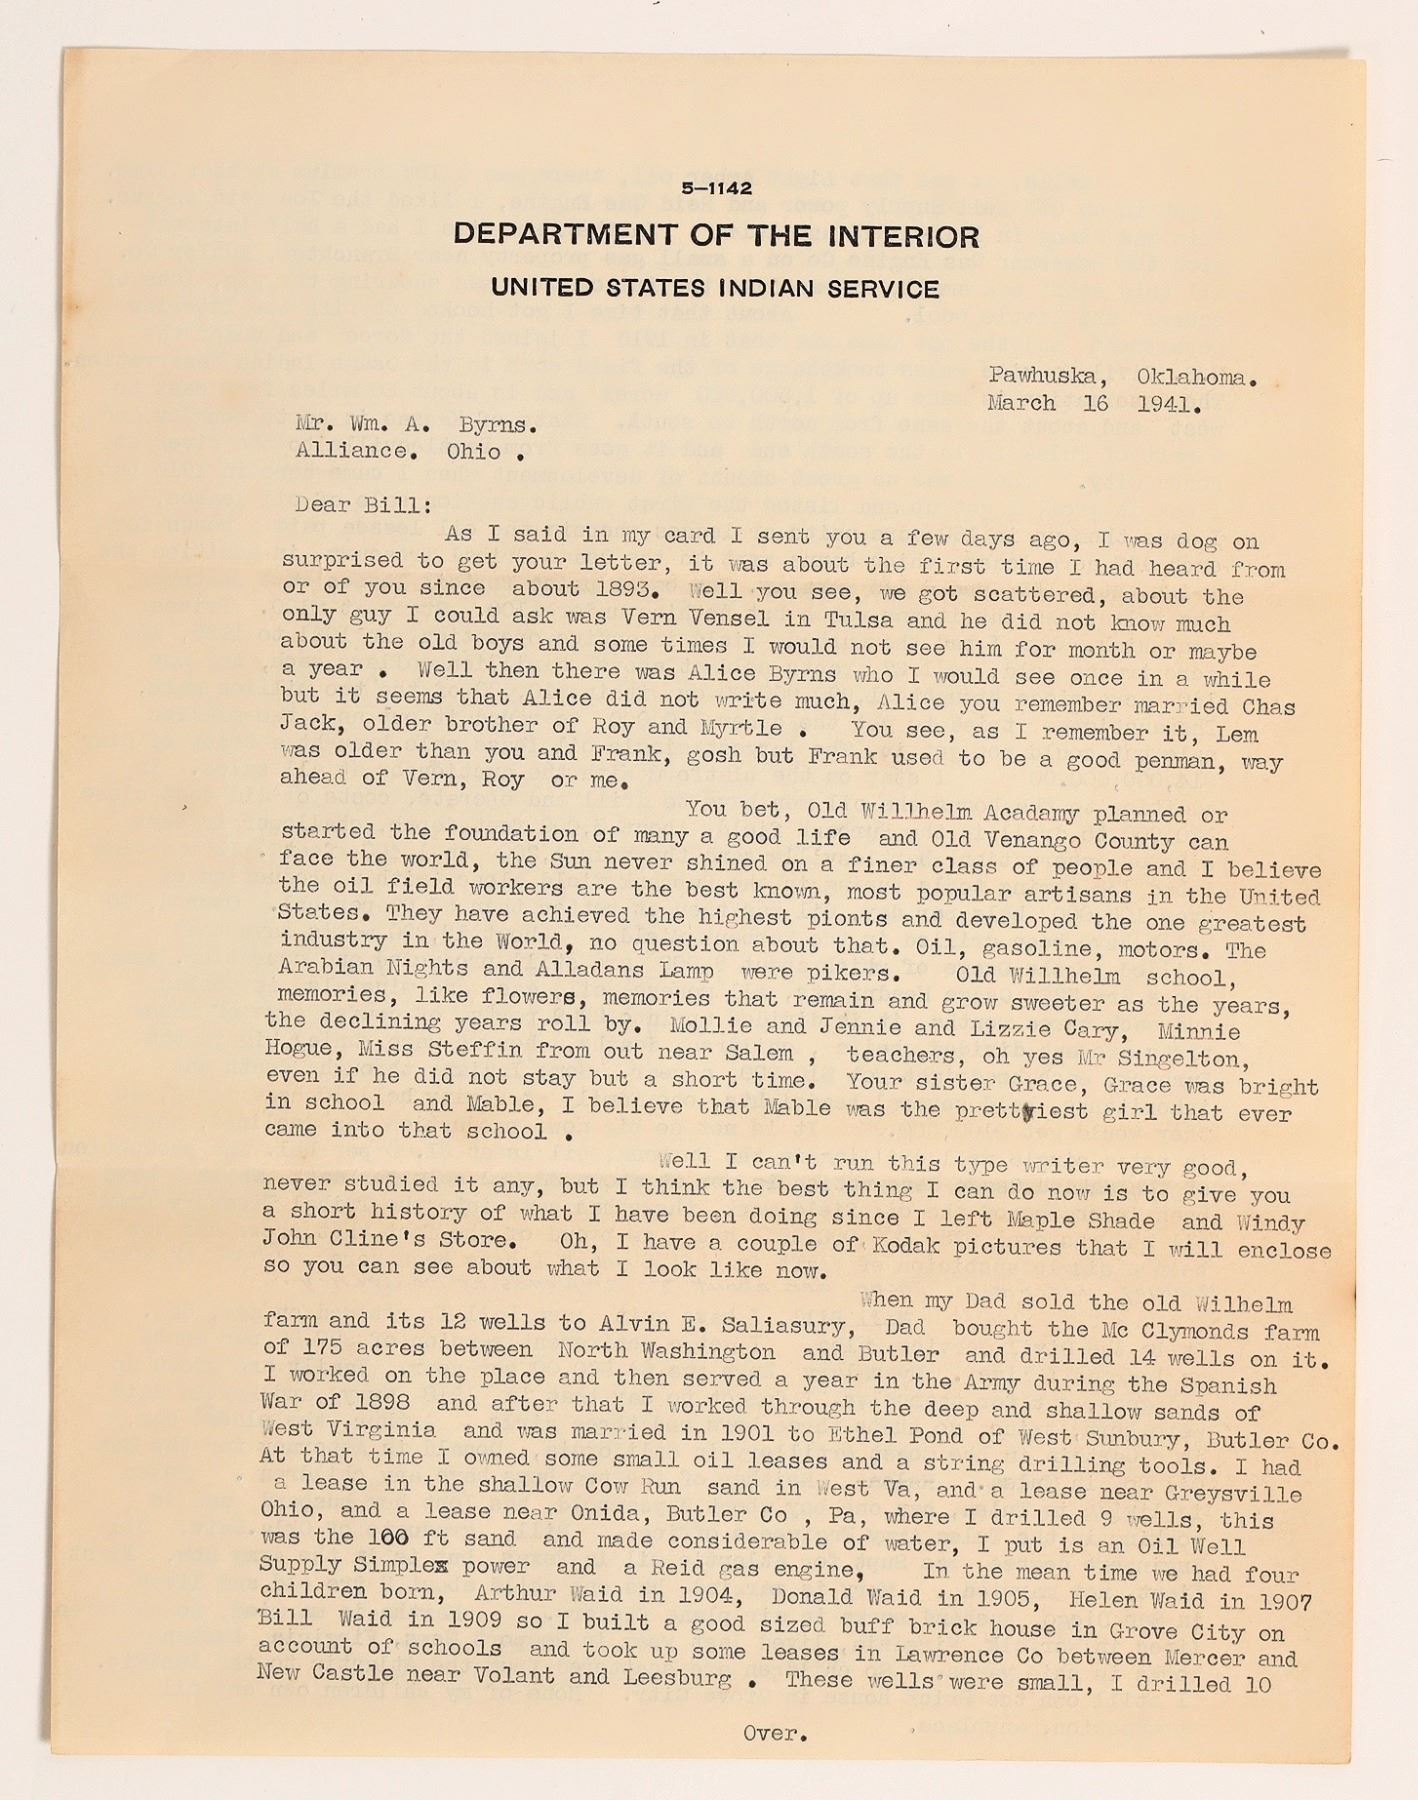 5-1142
DEPARTMENT OF THE INTERIOR
UNITED STATES INDIAN SERVICE
Pawhuska, Oklahoma.
March 16 1941.
Mr. Wm. A. Byrns.
Alliance. Ohio .
Dear Bill:
As I said in my card I sent you a few days ago, I was dog on
surprised to get your letter, it was about the first time I had heard from
or of you since about 1893. Well you see, we got scattered, about the
only guy I could ask was Vern Vensel in Tulsa and he did not know much
about the old boys and some times I would not see him for month or maybe
a year . Well then there was Alice Byrns who I would see once in a while
but it seems that Alice did not write much, Alice you remember married Chas
Jack, older brother of Roy and Myrtle . You see, as I remember it, Lem
was older than you and Frank, gosh but Frank used to be a good penman, way
ahead of Vern, Roy or me.
You bet, Old Willhelm Acadamy planned or
started the foundation of many a good life and Old Venango County can
face the world, the Sun never shined on a finer class of people and I believe
the oil field workers are the best known, most popular artisans in the United
States. They have achieved the highest pionts and developed the one greatest
industry in the World, no question about that. Oil, gasoline, motors. The
Arabian Nights and Alladans Lamp were pikers. Old Willhelm school,
memories, like flowers, memories that remain and grow sweeter as the years,
the declining years roll by. Mollie and Jennie and Lizzie Cary, Minnie
Hogue, Miss Steffin from out near Salem , teachers, oh yes Mr Singelton,
even if he did not stay but a short time. Your sister Grace, Grace was bright
in school and Mable, I believe that Mable was the prettyiest girl that ever
came into that school .
Well I can't run this type writer very good,
never studied it any, but I think the best thing I can do now is to give you
a short history of what I have been doing since I left Maple Shade and Windy
John Cline's Store. Oh, I have a couple of Kodak pictures that I will enclose
so you can see about what I look like now.
When my Dad sold the old Wilhelm
farm and its 12 wells to Alvin E. Saliasury, Dad bought the Mc Clymonds farm
of 175 acres between North Washington and Butler and drilled 14 wells on it.
I worked on the place and then served a year in the Army during the Spanish
War of 1898 and after that I worked through the deep and shallow sands of
West Virginia and was married in 1901 to Ethel Pond of West Sunbury, Butler Co.
At that time I owned some small oil leases and a string drilling tools. I had
a lease in the shallow Cow Run sand in West Va, and a lease near Greysville
Ohio, and a lease near Onida, Butler Co , Pa, where I drilled 9 wells, this
was the 100 ft sand and made considerable of water, I put is an Oil Well
Supply Simplex power and a Reid gas engine, In the mean time we had four
children born, Arthur Waid in 1904, Donald Waid in 1905, Helen Waid in 1907
Bill Waid in 1909 so I built a good sized buff brick house in Grove City on
account of schools and took up some leases in Lawrence Co between Mercer and
New Castle near Volant and Leesburg . These wells were small, I drilled 10
Over.